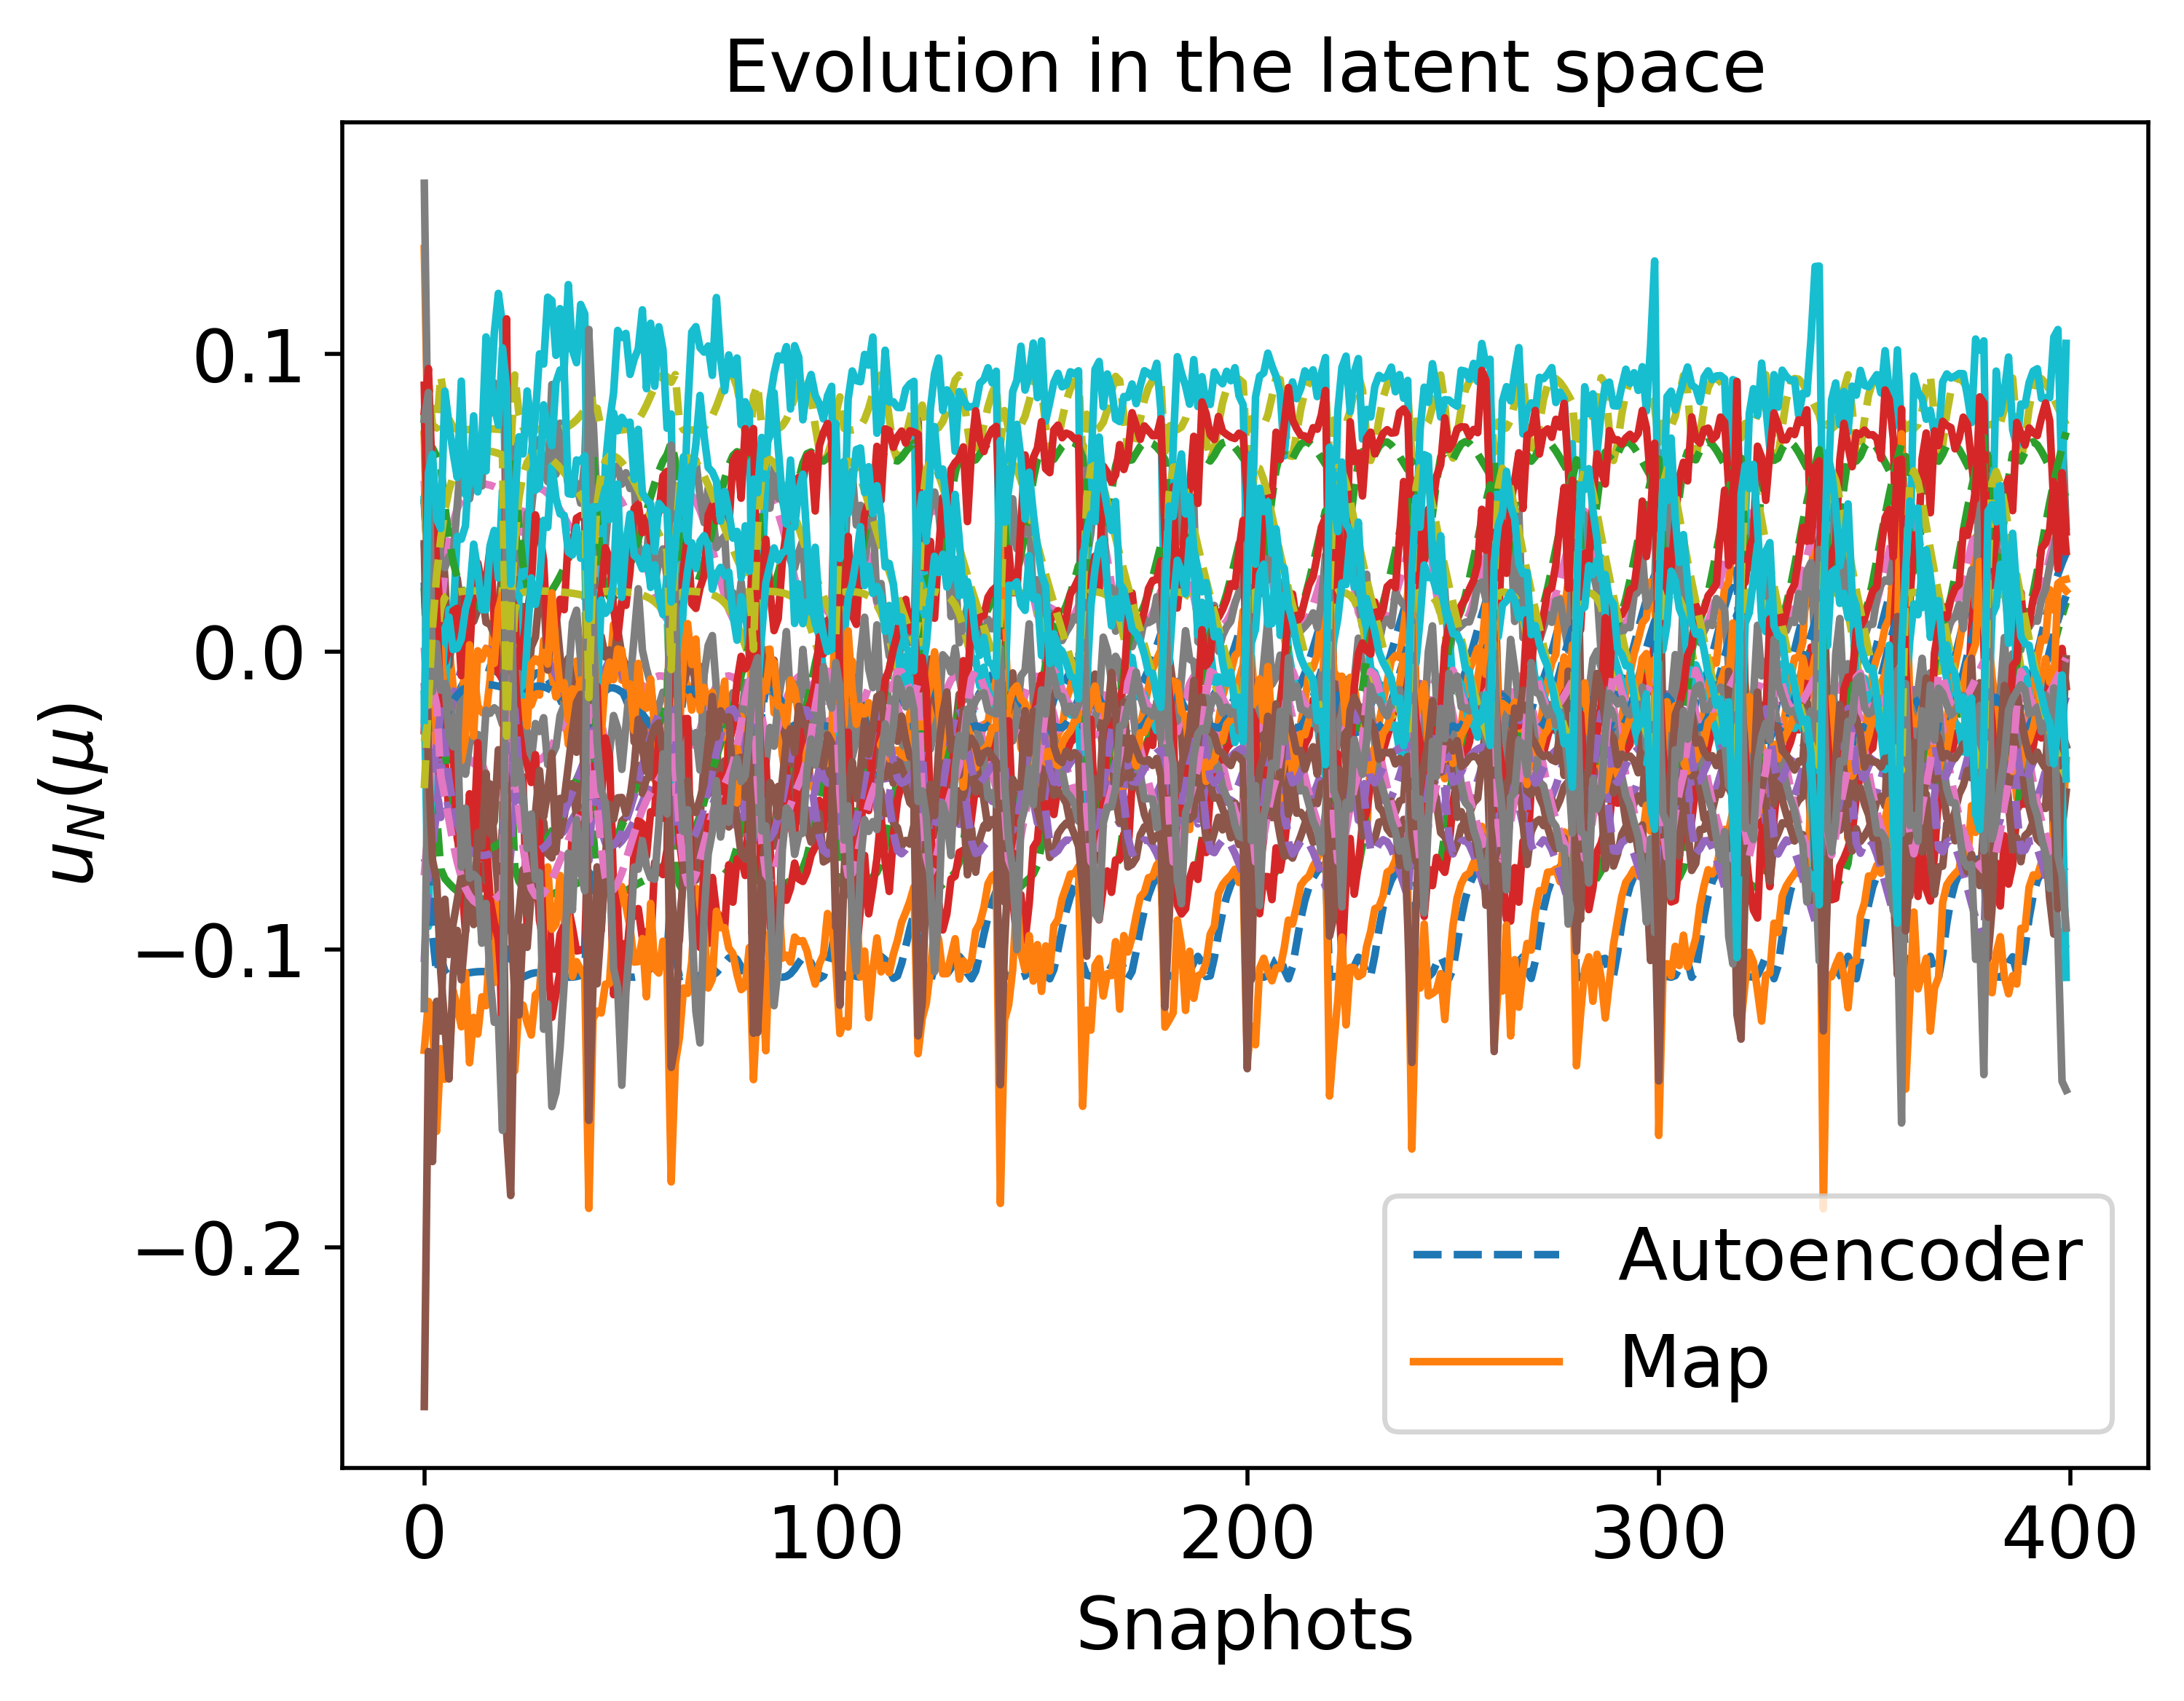 Evolution in the latent space
0.1
0.0
−0.1
−0.2
u_N(μ)
Autoencoder
Map
0 100 200 300 400
Snaphots